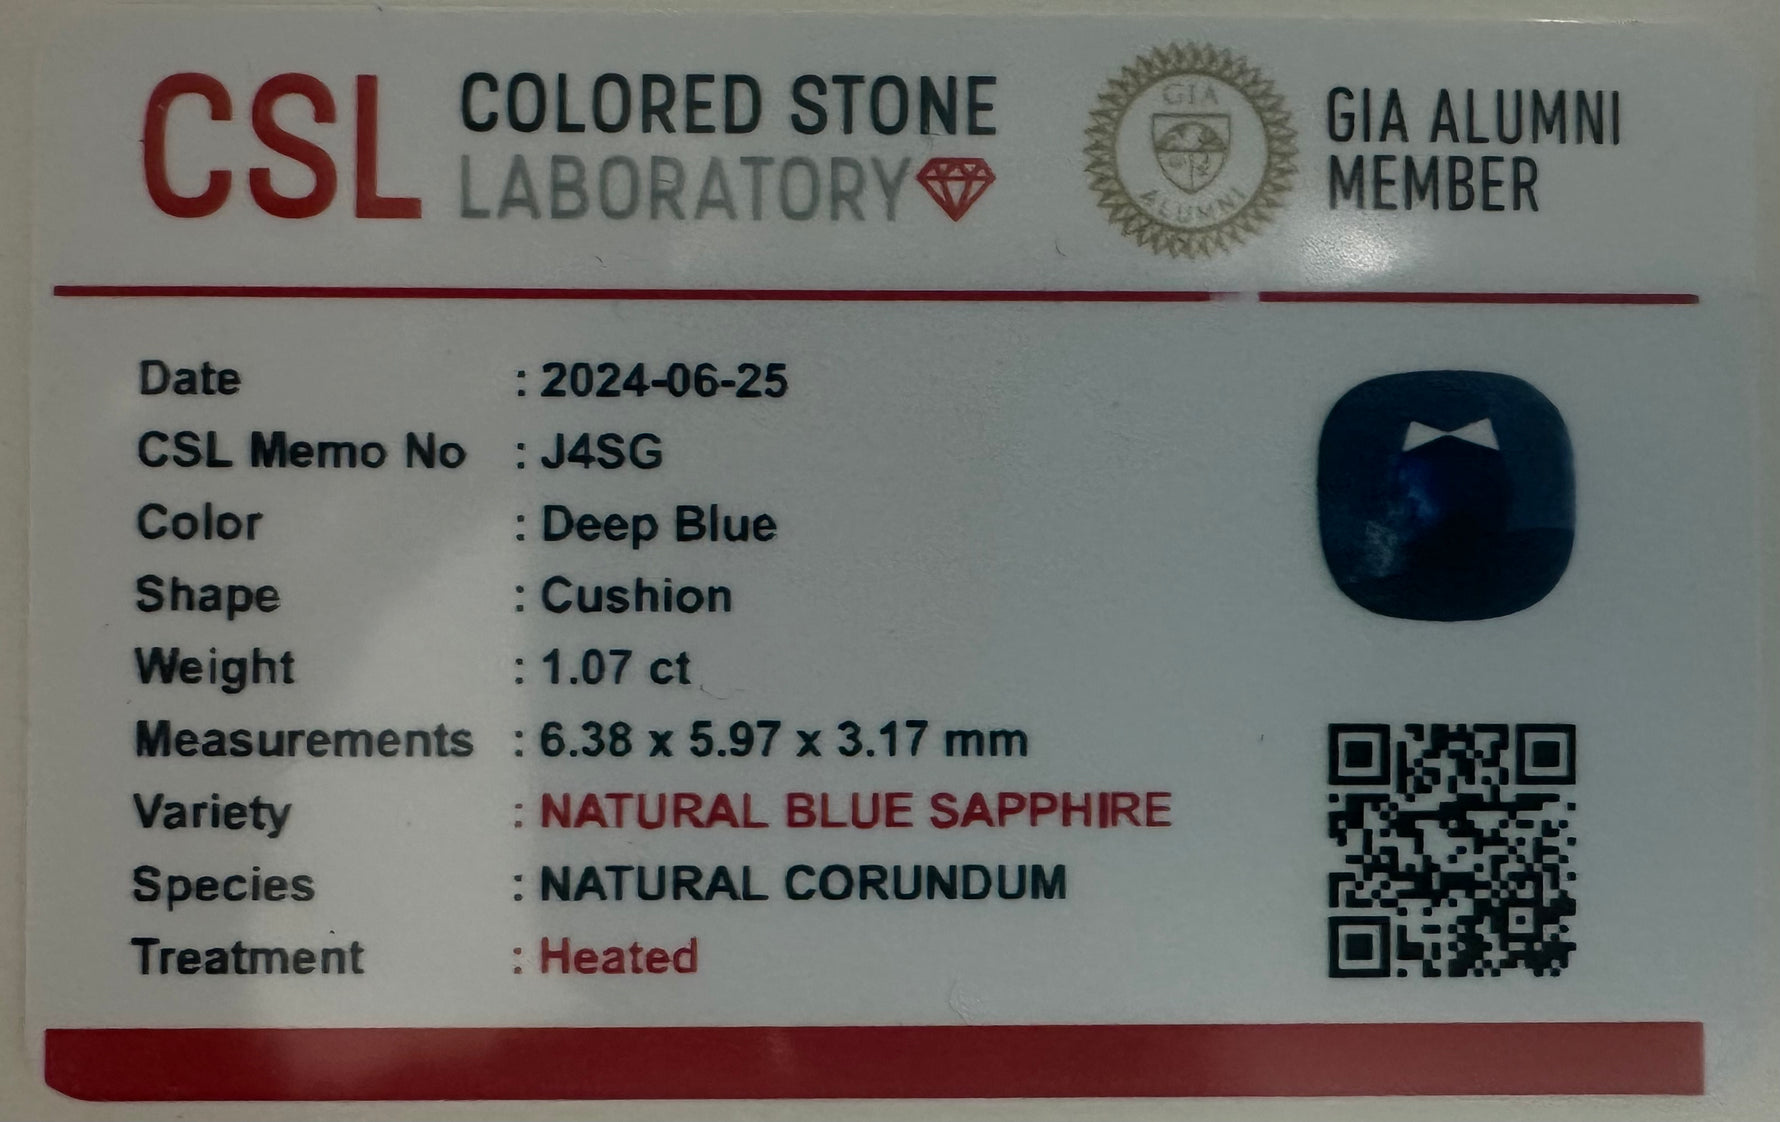 CSL COLORED STONE LABORATORY
GIA
ALUMNI
GIA ALUMNI
MEMBER
Date : 2024-06-25
CSL Memo No : J4SG
Color : Deep Blue
Shape : Cushion
Weight : 1.07 ct
Measurements : 6.38 x 5.97 x 3.17 mm
Variety : NATURAL BLUE SAPPHIRE
Species : NATURAL CORUNDUM
Treatment : Heated